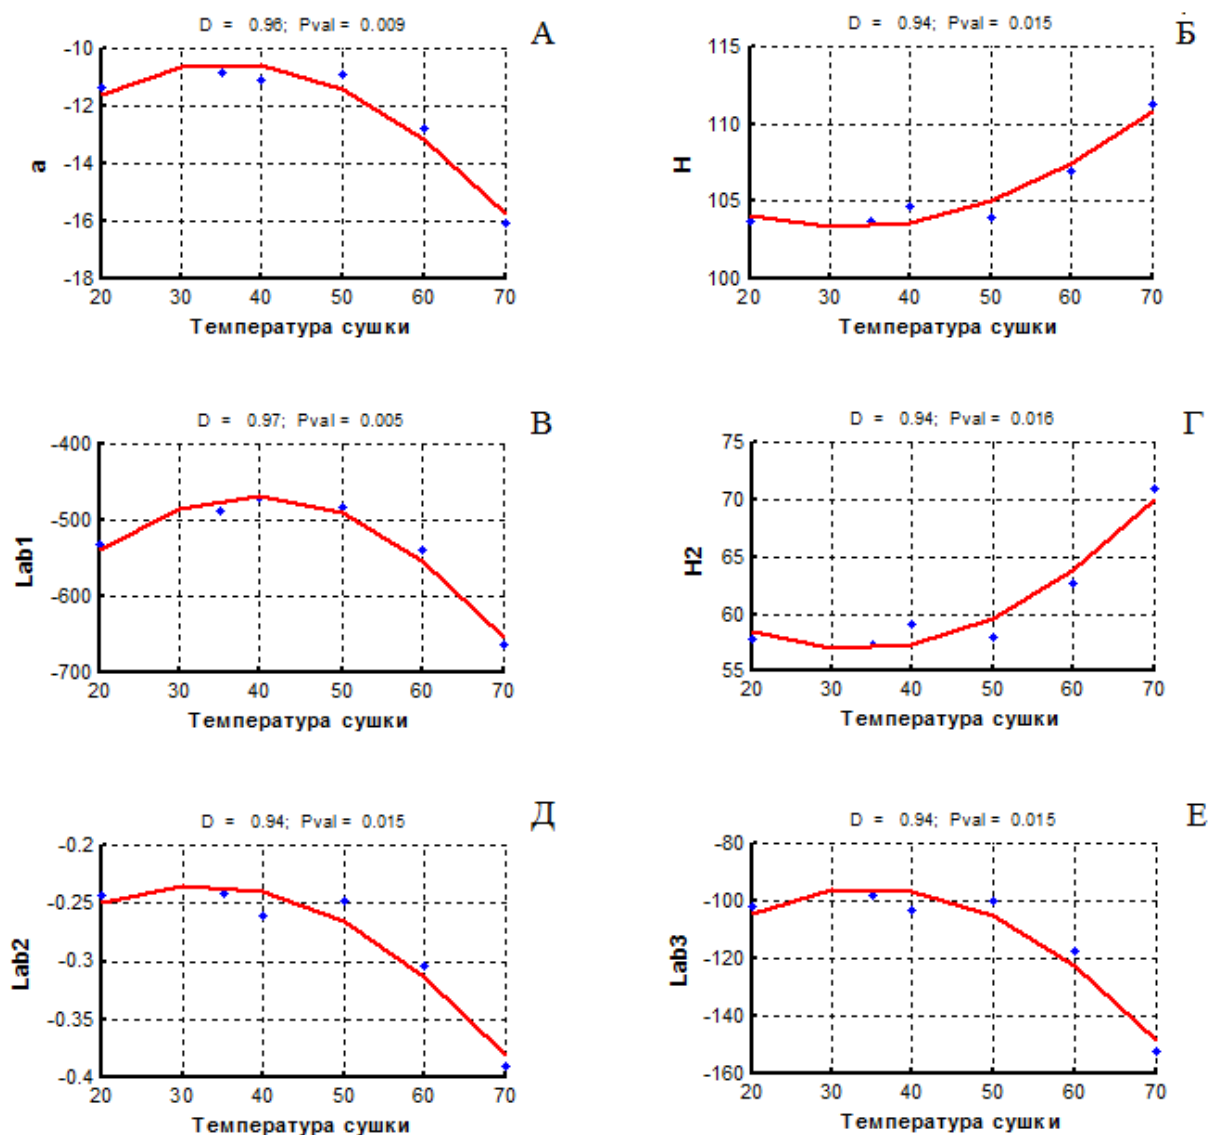 D = 0.96; Pval = 0.009
А
-10
-12
-14
-16
-18
a
20 30 40 50 60 70
Температура сушки
D = 0.94; Pval = 0.015
Б
115
110
105
100
H
20 30 40 50 60 70
Температура сушки
D = 0.97; Pval = 0.005
В
-400
-500
-600
-700
Lab1
20 30 40 50 60 70
Температура сушки
D = 0.94; Pval = 0.016
Г
75
70
65
60
55
H2
20 30 40 50 60 70
Температура сушки
D = 0.94; Pval = 0.015
Д
-0.2
-0.25
-0.3
-0.35
-0.4
Lab2
20 30 40 50 60 70
Температура сушки
D = 0.94; Pval = 0.015
Е
-80
-100
-120
-140
-160
Lab3
20 30 40 50 60 70
Температура сушки